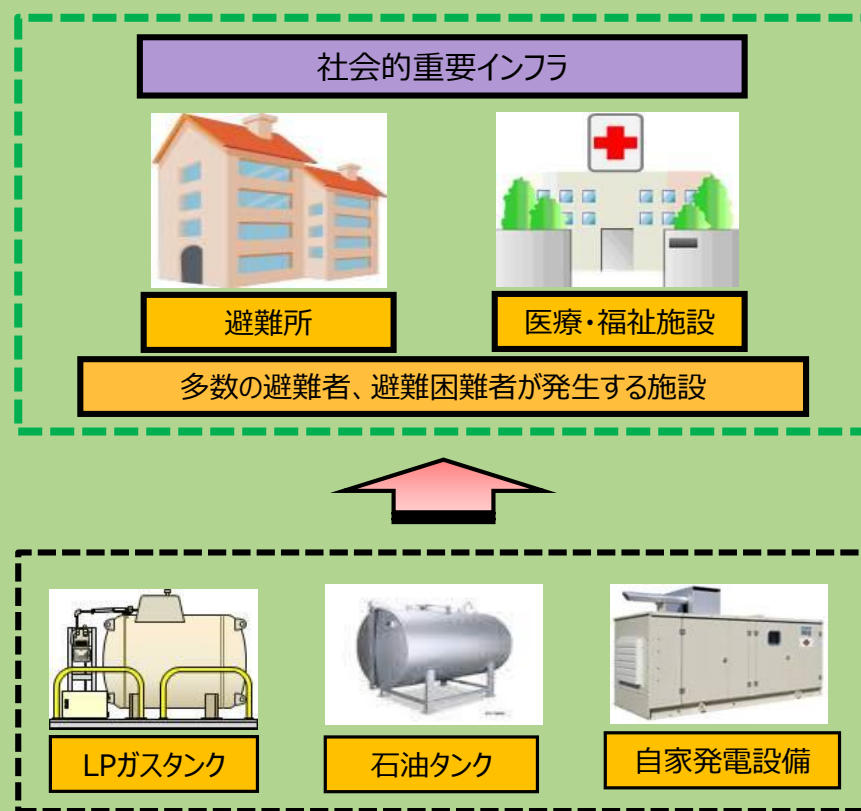 社会的重要インフラ
避難所
医療・福祉施設
多数の避難者、避難困難者が発生する施設
LPガスタンク
石油タンク
自家発電設備